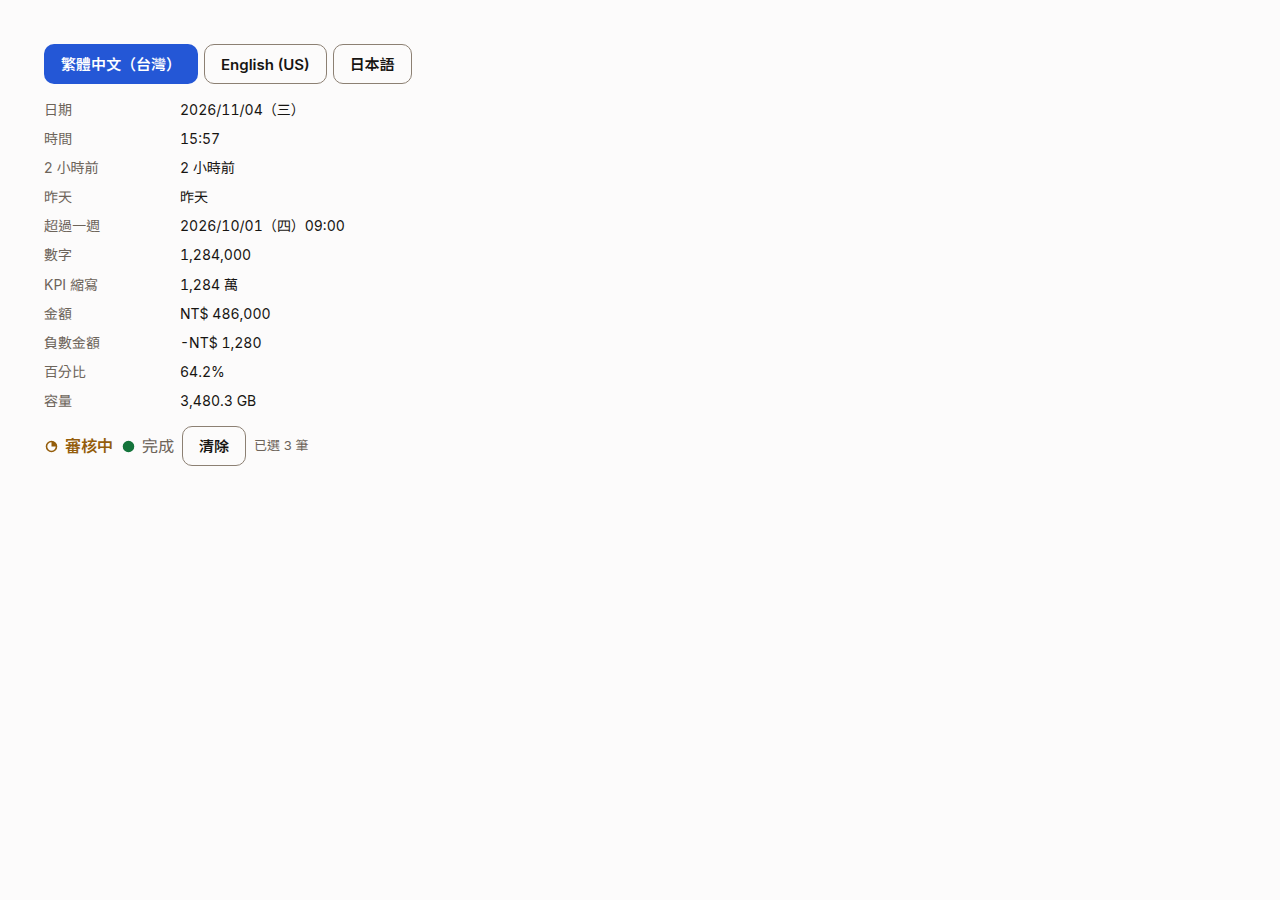 繁體中文（台灣） English (US) 日本語
日期 2026/11/04（三）
時間 15:57
2 小時前 2 小時前
昨天 昨天
超過一週 2026/10/01（四）09:00
數字 1,284,000
KPI 縮寫 1,284 萬
金額 NT$ 486,000
負數金額 -NT$ 1,280
百分比 64.2%
容量 3,480.3 GB
審核中 完成 清除 已選 3 筆